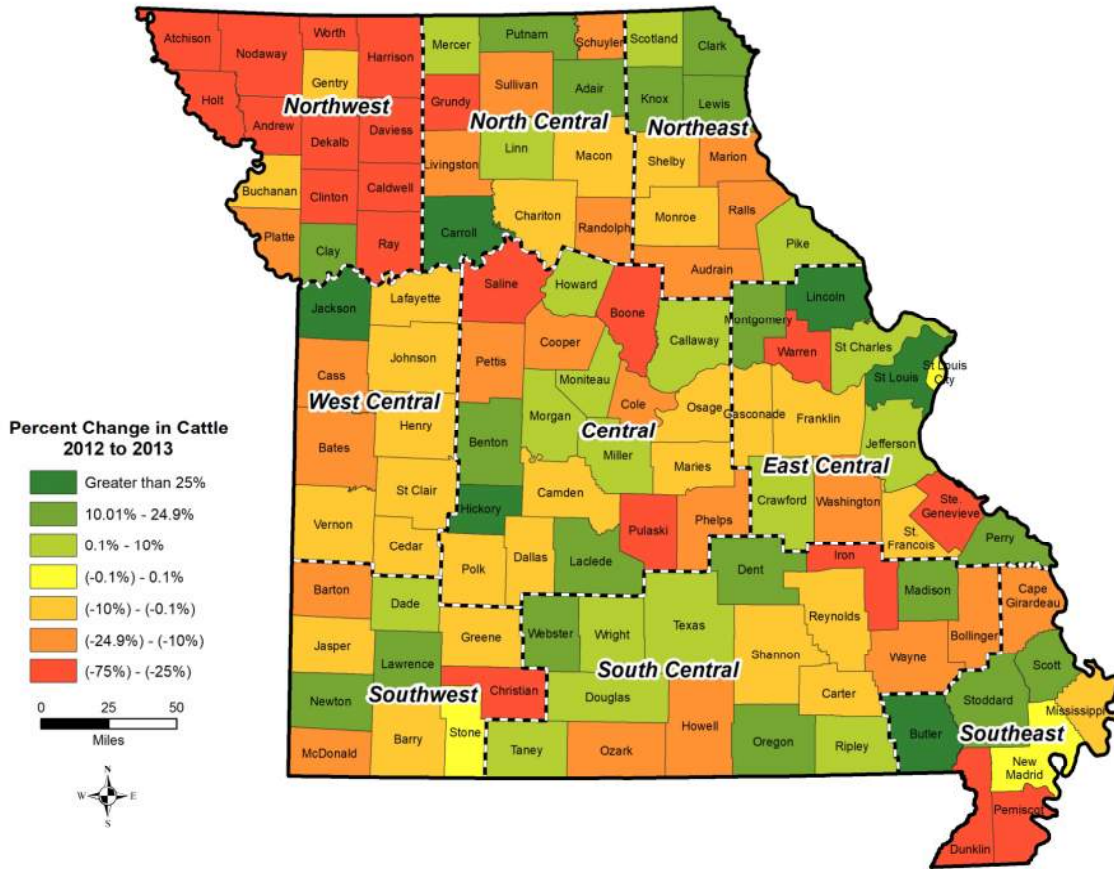 Atchison
Nodaway
Worth
Harrison
Mercer
Putnam
Schuyler
Scotland
Clark
Gentry
Sullivan
Adair
Knox
Lewis
Holt
Northwest
Grundy
North Central
Northeast
Andrew
Dekalb
Daviess
Livingston
Linn
Macon
Shelby
Marion
Buchanan
Clinton
Caldwell
Chariton
Monroe
Ralls
Platte
Clay
Ray
Carroll
Randolph
Audrain
Pike
Jackson
Lafayette
Saline
Howard
Boone
Callaway
Montgomery
Lincoln
Warren
St Charles
St Louis
St Louis
City
Cass
Johnson
Pettis
Cooper
Moniteau
West Central
Morgan
Cole
Osage
Gasconade
Franklin
Jefferson
Henry
Benton
Central
Miller
Maries
East Central
Bates
St Clair
Hickory
Camden
Pulaski
Phelps
Crawford
Washington
St.
Francois
Ste.
Genevieve
Perry
Vernon
Cedar
Polk
Dallas
Laclede
Dent
Iron
Madison
Cape
Girardeau
Barton
Dade
Greene
Webster
Wright
Texas
Reynolds
Bollinger
Jasper
Lawrence
Shannon
Wayne
Scott
Newton
Southwest
Christian
South Central
Douglas
Carter
Stoddard
Mississippi
McDonald
Barry
Stone
Taney
Ozark
Howell
Oregon
Ripley
Butler
Southeast
New
Madrid
Pemiscot
Dunklin
Percent Change in Cattle
2012 to 2013
Greater than 25%
10.01% - 24.9%
0.1% - 10%
(-0.1%) - 0.1%
(-10%) - (-0.1%)
(-24.9%) - (-10%)
(-75%) - (-25%)
0 25 50
Miles
N
W E
S